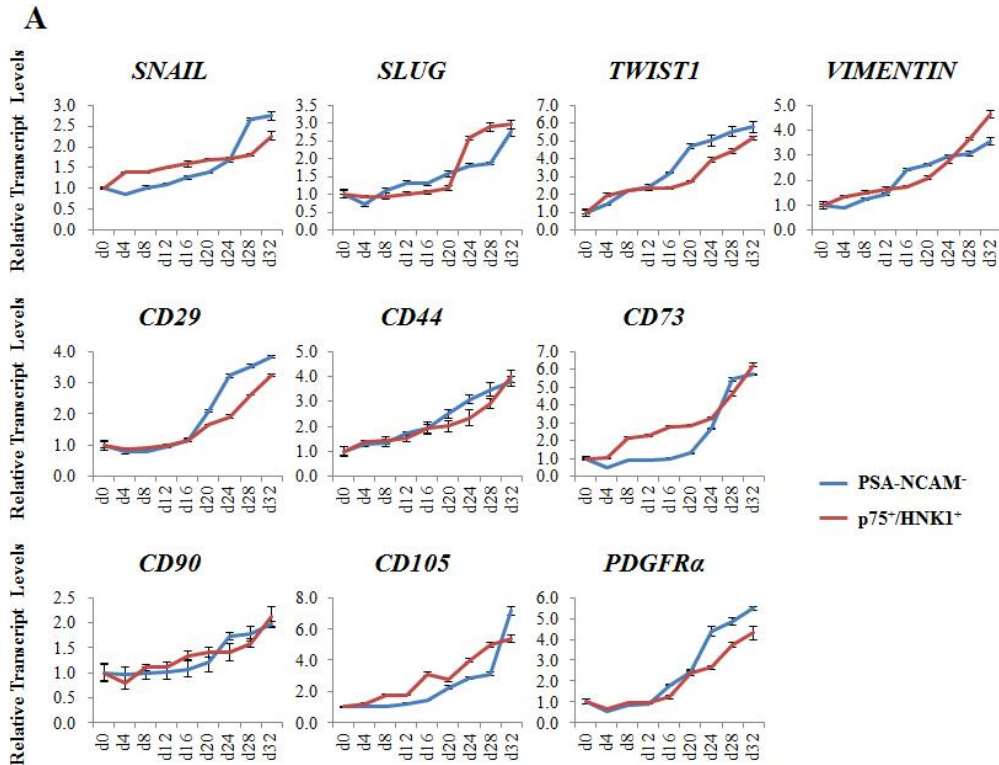 A
SNAIL SLUG TWIST1 VIMENTIN
Relative Transcript Levels
3.0 2.5 2.0 1.5 1.0 0.5 0.0
d0 d4 d8 d12 d16 d20 d24 d28 d32
3.5 3.0 2.5 2.0 1.5 1.0 0.5 0.0
d0 d4 d8 d12 d16 d20 d24 d28 d32
7.0 6.0 5.0 4.0 3.0 2.0 1.0 0.0
d0 d4 d8 d12 d16 d20 d24 d28 d32
5.0 4.0 3.0 2.0 1.0 0.0
d0 d4 d8 d12 d16 d20 d24 d28 d32
CD29 CD44 CD73
Relative Transcript Levels
4.0 3.0 2.0 1.0 0.0
d0 d4 d8 d12 d16 d20 d24 d28 d32
5.0 4.0 3.0 2.0 1.0 0.0
d0 d4 d8 d12 d16 d20 d24 d28 d32
7.0 6.0 5.0 4.0 3.0 2.0 1.0 0.0
d0 d4 d8 d12 d16 d20 d24 d28 d32
PSA-NCAM⁻
p75⁺/HNK1⁺
CD90 CD105 PDGFRα
Relative Transcript Levels
2.5 2.0 1.5 1.0 0.5 0.0
d0 d4 d8 d12 d16 d20 d24 d28 d32
8.0 6.0 4.0 2.0 0.0
d0 d4 d8 d12 d16 d20 d24 d28 d32
6.0 5.0 4.0 3.0 2.0 1.0 0.0
d0 d4 d8 d12 d16 d20 d24 d28 d32